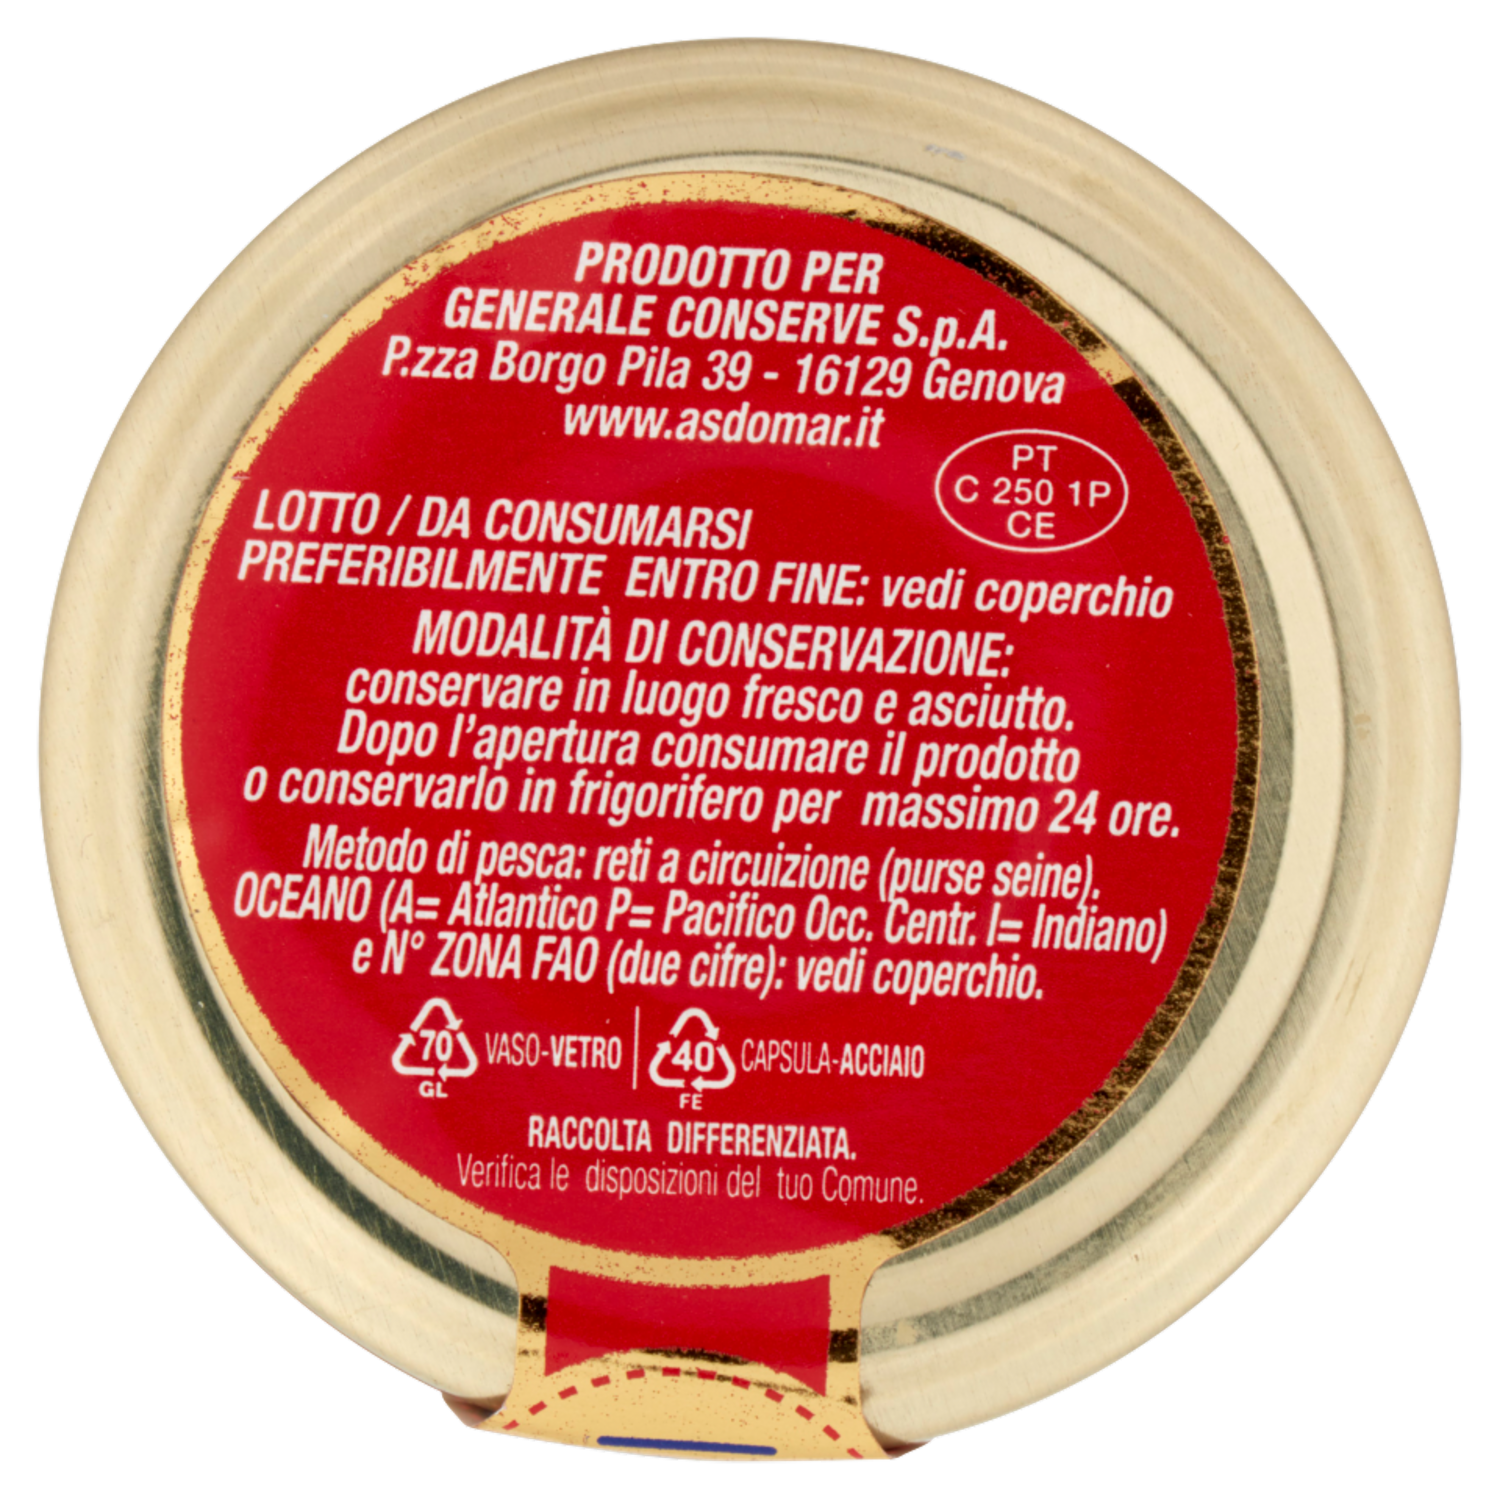 PRODOTTO PER
GENERALE CONSERVE S.p.A.
P.zza Borgo Pila 39 - 16129 Genova
www.asdomar.it
PT
C 250 1P
CE
LOTTO / DA CONSUMARSI
PREFERIBILMENTE ENTRO FINE: vedi coperchio
MODALITÀ DI CONSERVAZIONE:
conservare in luogo fresco e asciutto.
Dopo l'apertura consumare il prodotto
o conservarlo in frigorifero per massimo 24 ore.
Metodo di pesca: reti a circuizione (purse seine).
OCEANO (A= Atlantico P= Pacifico Occ. Centr. I= Indiano)
e N° ZONA FAO (due cifre): vedi coperchio.
70 VASO-VETRO 40 CAPSULA-ACCIAIO
GL FE
RACCOLTA DIFFERENZIATA.
Verifica le disposizioni del tuo Comune.